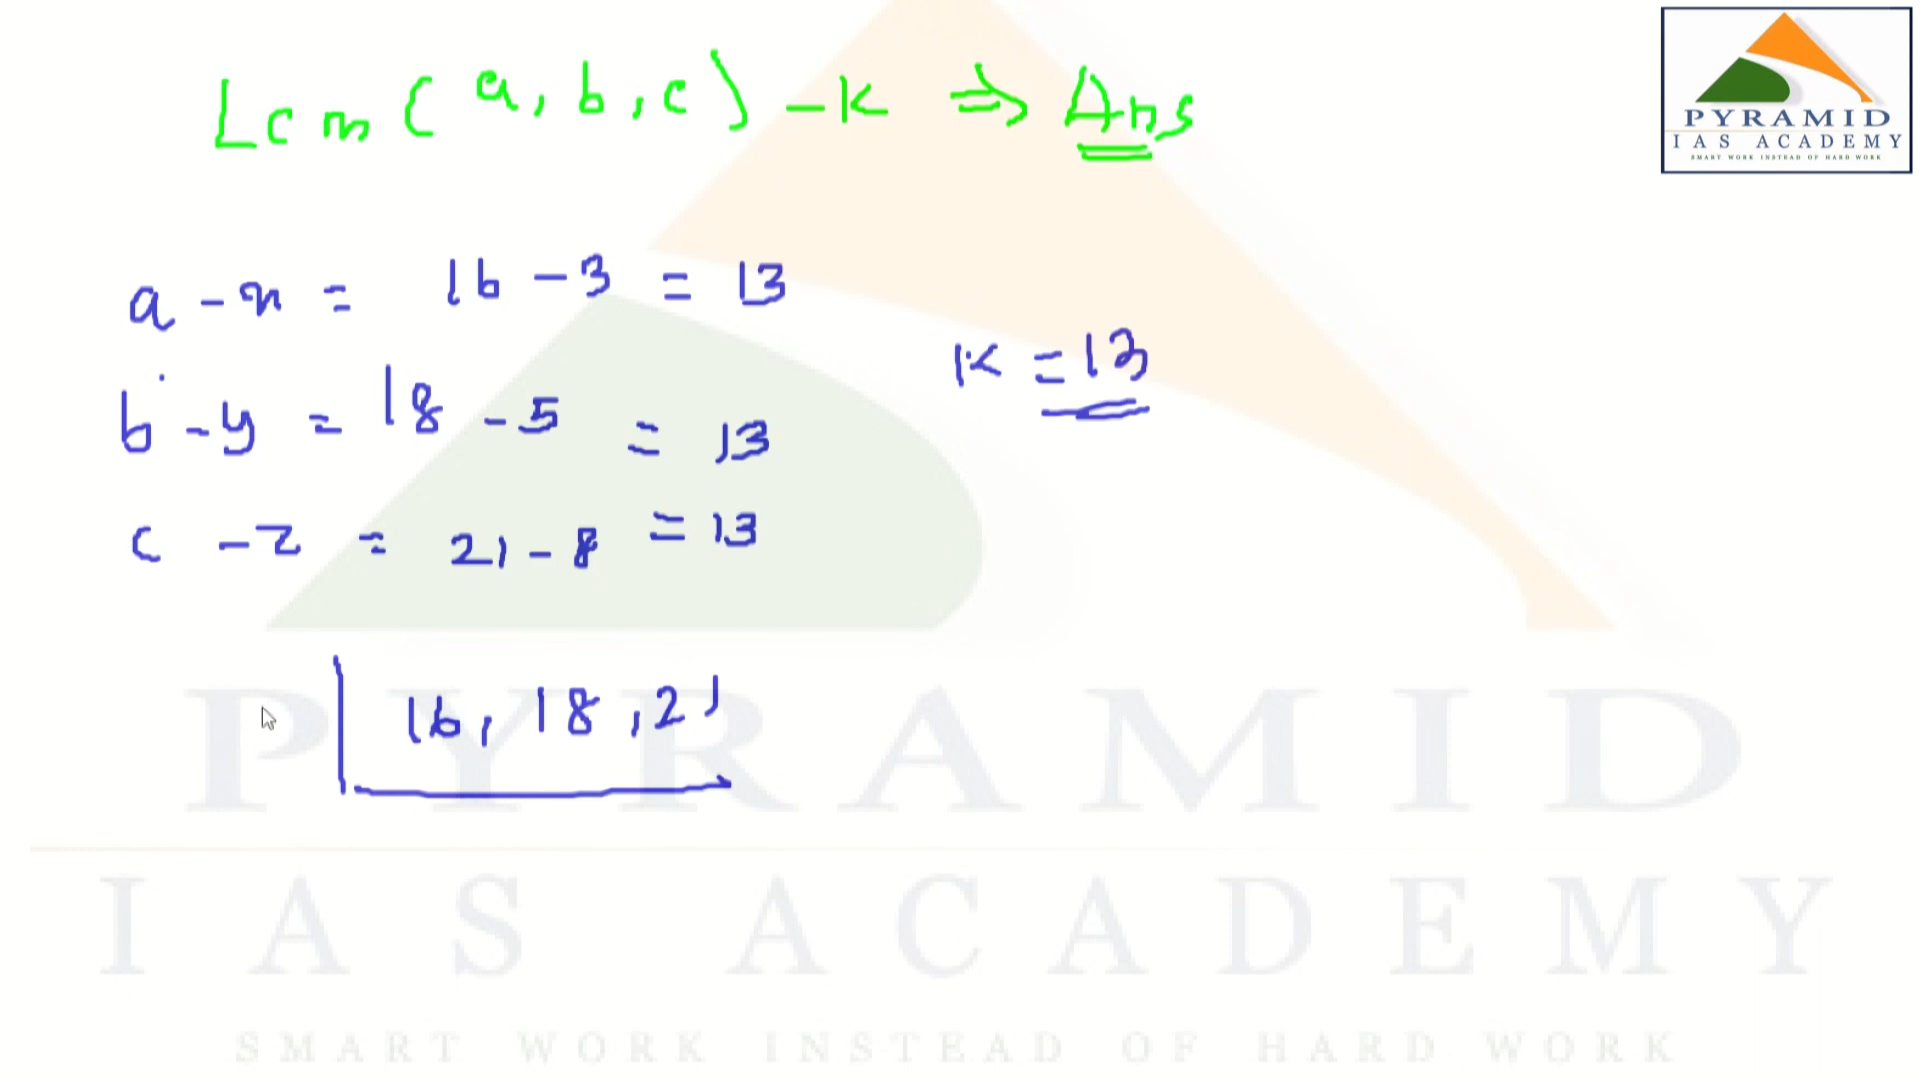 Lcm (a, b, c) - K ⇒ Ans
PYRAMID
IAS ACADEMY
SMART WORK INSTEAD OF HARD WORK
a - x = 16 - 3 = 13
K = 13
b - y = 18 - 5 = 13
c - z = 21 - 8 = 13
16, 18, 21
PYRAMID
IAS ACADEMY
SMART WORK INSTEAD OF HARD WORK